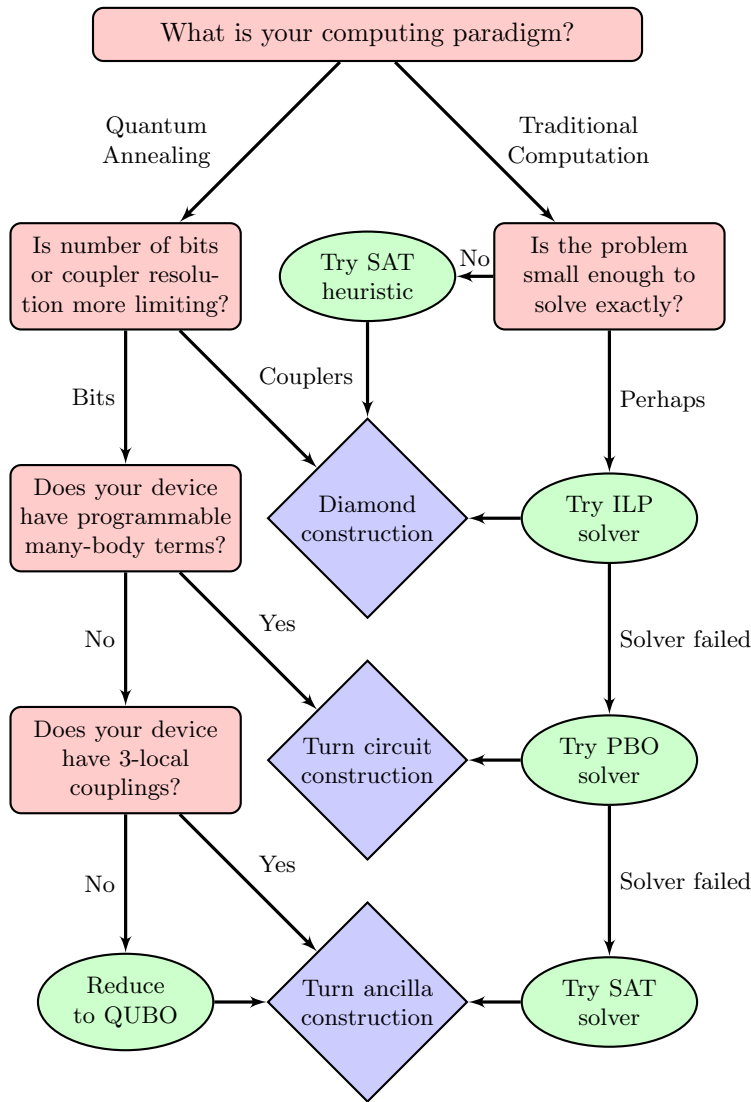 What is your computing paradigm?
Quantum
Annealing
Traditional
Computation
Is number of bits
or coupler resolu-
tion more limiting?
Try SAT
heuristic
No
Is the problem
small enough to
solve exactly?
Bits
Couplers
Perhaps
Does your device
have programmable
many-body terms?
Diamond
construction
Try ILP
solver
No
Yes
Solver failed
Does your device
have 3-local
couplings?
Turn circuit
construction
Try PBO
solver
No
Yes
Solver failed
Reduce
to QUBO
Turn ancilla
construction
Try SAT
solver